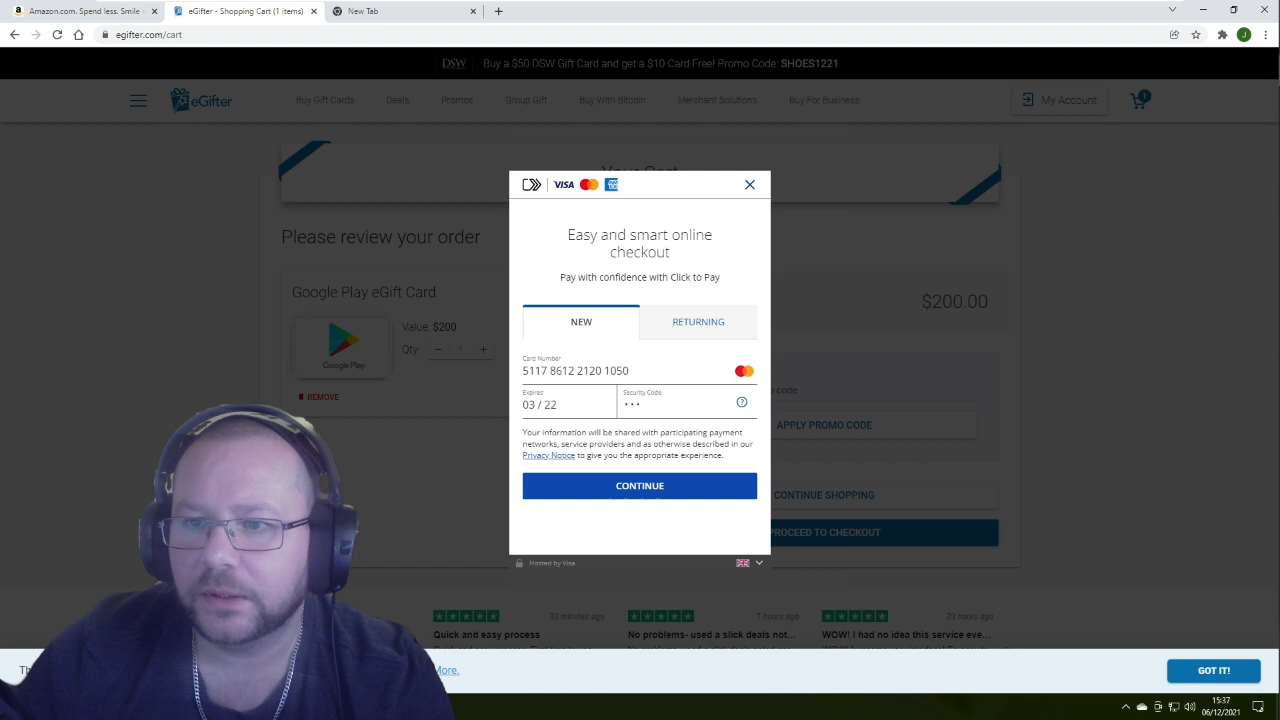 Amazon.com. Spend less. Smile
eGifter - Shopping Cart (1 items)
New Tab
egifter.com/cart
J
DSW Buy a $50 DSW Gift Card and get a $10 Card Free! Promo Code: SHOES1221
eGifter
Buy Gift Cards
Deals
Promos
Group Gift
Buy With Bitcoin
Merchant Solutions
Buy For Business
My Account
1
Please review your order
Google Play eGift Card
$200.00
Value: $200
Qty: 1
Google Play
REMOVE
code
APPLY PROMO CODE
CONTINUE SHOPPING
PROCEED TO CHECKOUT
VISA
Easy and smart online
checkout
Pay with confidence with Click to Pay
NEW
RETURNING
Card Number
5117 8612 2120 1050
Expires
03 / 22
Security Code
•••
Your information will be shared with participating payment
networks, service providers and as otherwise described in our
Privacy Notice to give you the appropriate experience.
CONTINUE
Hosted by Visa
33 minutes ago
7 hours ago
23 hours ago
Quick and easy process
No problems- used a slick deals not...
WOW! I had no idea this service eve...
Th
More.
GOT IT!
15:37
06/12/2021